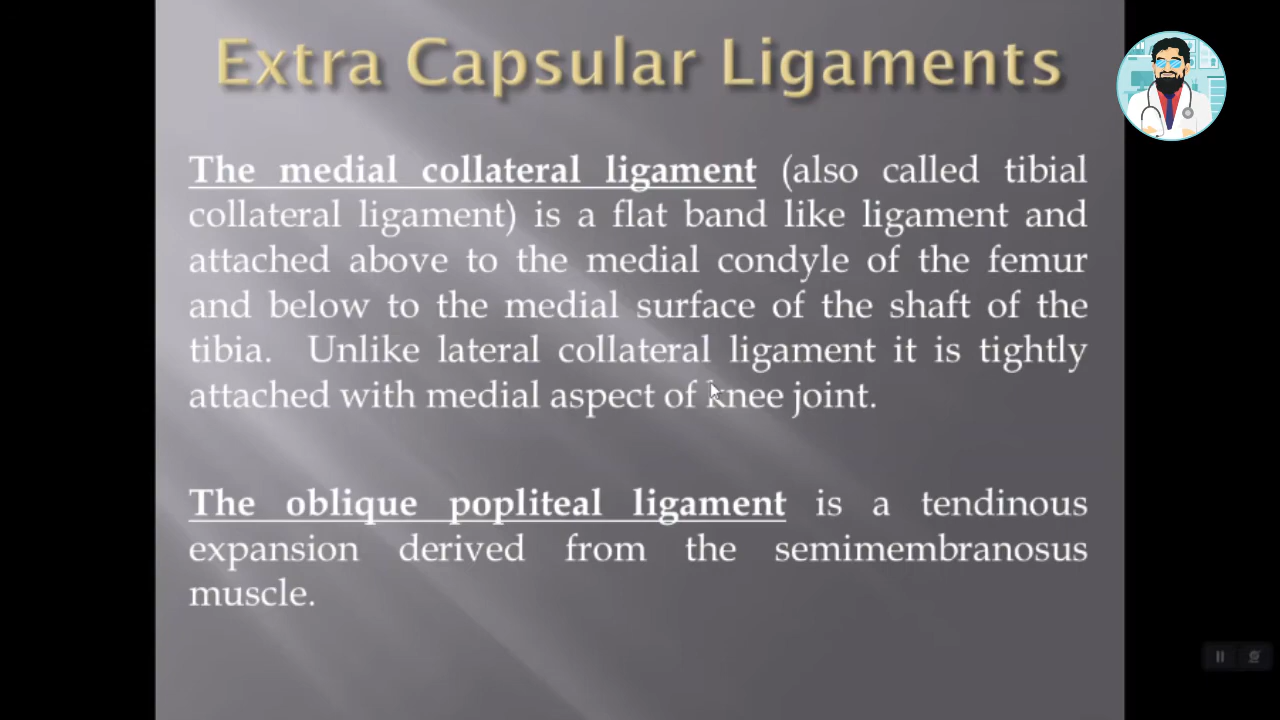 Extra Capsular Ligaments
The medial collateral ligament (also called tibial
collateral ligament) is a flat band like ligament and
attached above to the medial condyle of the femur
and below to the medial surface of the shaft of the
tibia. Unlike lateral collateral ligament it is tightly
attached with medial aspect of knee joint.
The oblique popliteal ligament is a tendinous
expansion derived from the semimembranosus
muscle.